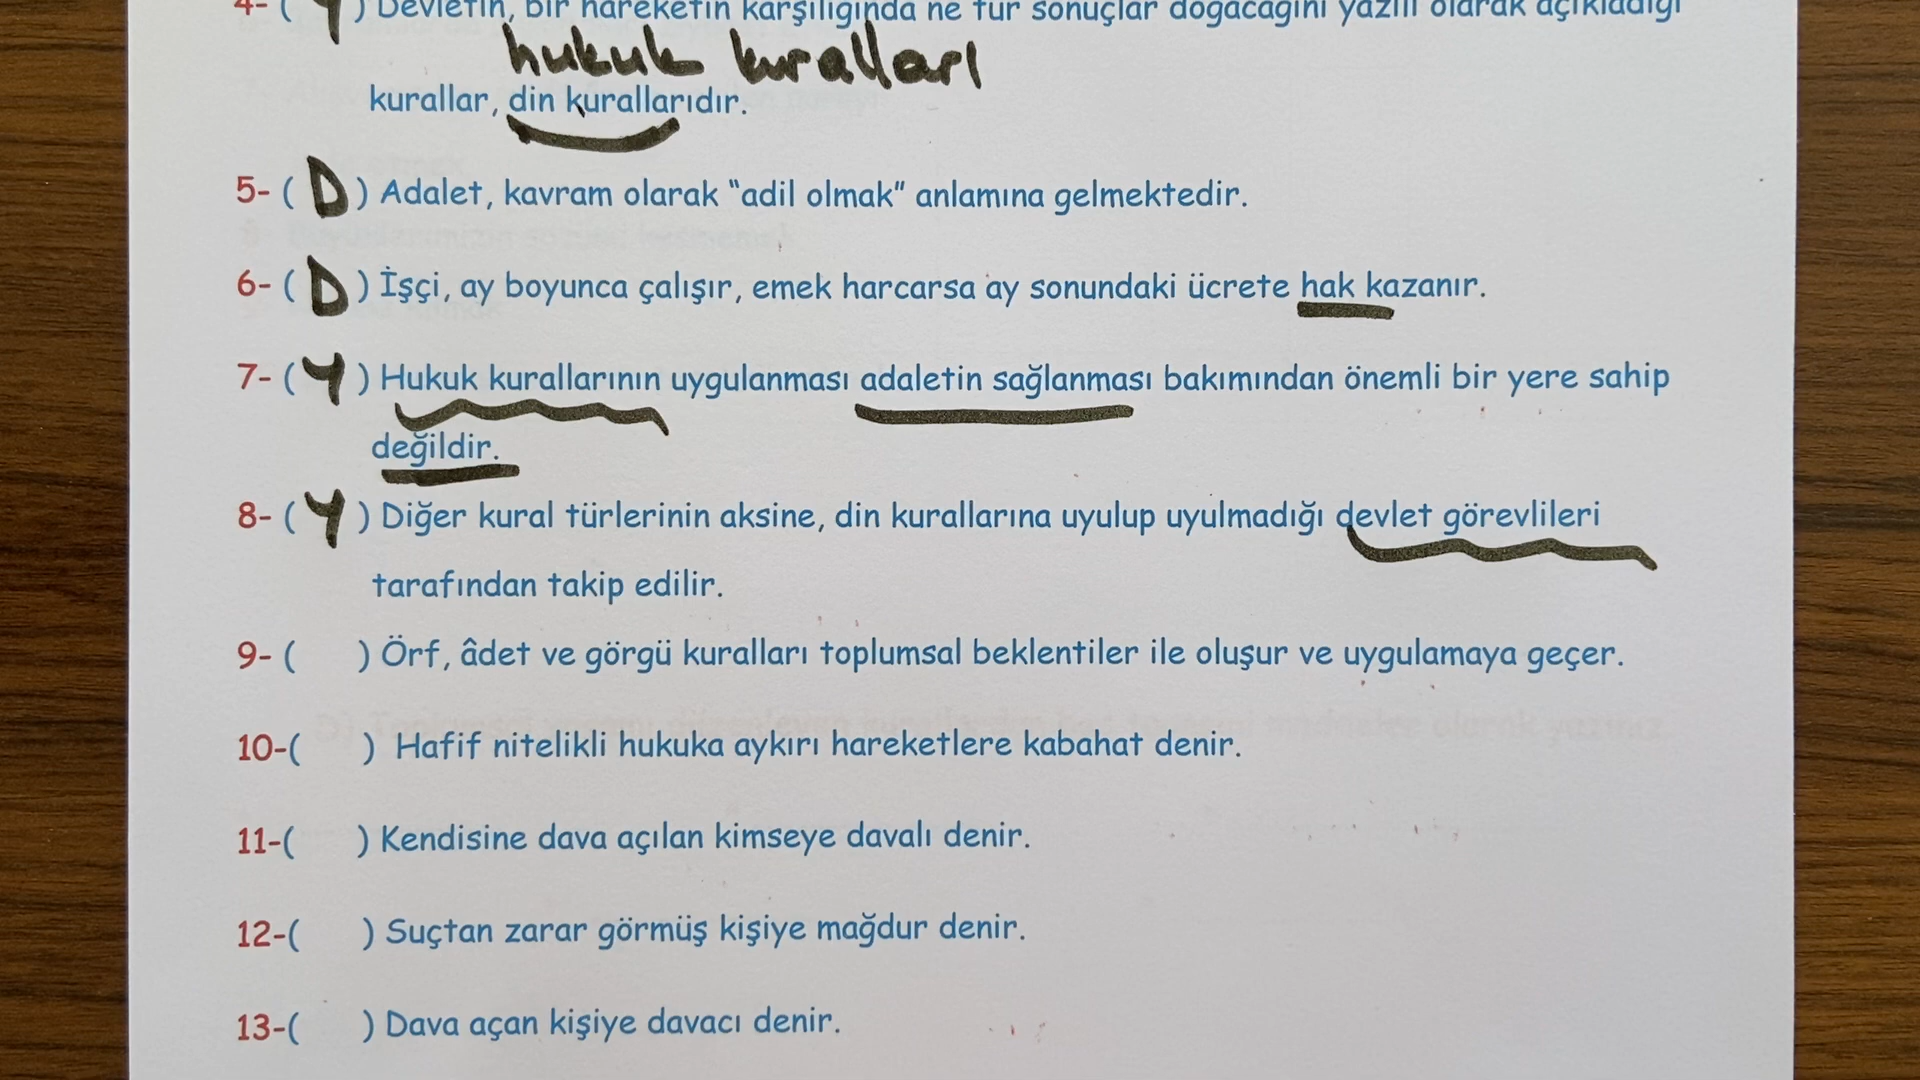 4- ( Y ) Devletin, bir hareketin karşılığında ne tür sonuçlar doğacağını yazılı olarak açıkladığı
hukuk kuralları
kurallar, din kurallarıdır.
5- ( D ) Adalet, kavram olarak “adil olmak” anlamına gelmektedir.
6- ( D ) İşçi, ay boyunca çalışır, emek harcarsa ay sonundaki ücrete hak kazanır.
7- ( Y ) Hukuk kurallarının uygulanması adaletin sağlanması bakımından önemli bir yere sahip
değildir.
8- ( Y ) Diğer kural türlerinin aksine, din kurallarına uyulup uyulmadığı devlet görevlileri
tarafından takip edilir.
9- ( ) Örf, âdet ve görgü kuralları toplumsal beklentiler ile oluşur ve uygulamaya geçer.
10-( ) Hafif nitelikli hukuka aykırı hareketlere kabahat denir.
11-( ) Kendisine dava açılan kimseye davalı denir.
12-( ) Suçtan zarar görmüş kişiye mağdur denir.
13-( ) Dava açan kişiye davacı denir.